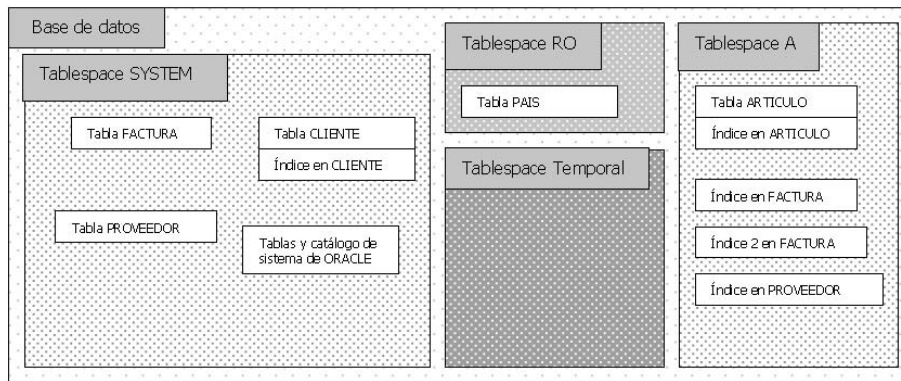 Base de datos
Tablespace SYSTEM
Tabla FACTURA
Tabla CLIENTE
Índice en CLIENTE
Tabla PROVEEDOR
Tablas y catálogo de
sistema de ORACLE
Tablespace RO
Tabla PAIS
Tablespace Temporal
Tablespace A
Tabla ARTICULO
Índice en ARTICULO
Índice en FACTURA
Índice 2 en FACTURA
Índice en PROVEEDOR